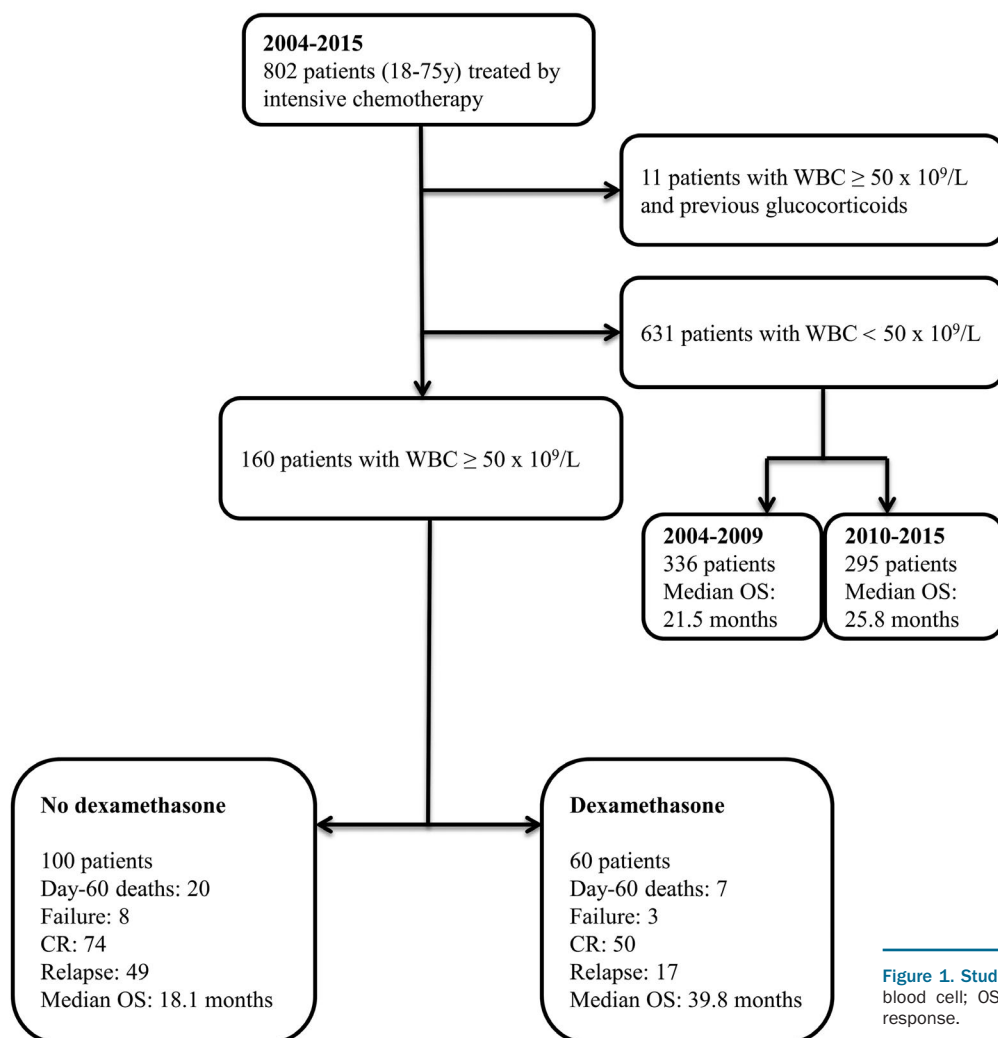 2004-2015
802 patients (18-75y) treated by
intensive chemotherapy
11 patients with WBC ≥ 50 x 10⁹/L
and previous glucocorticoids
631 patients with WBC < 50 x 10⁹/L
160 patients with WBC ≥ 50 x 10⁹/L
2004-2009
336 patients
Median OS:
21.5 months
2010-2015
295 patients
Median OS:
25.8 months
No dexamethasone
100 patients
Day-60 deaths: 20
Failure: 8
CR: 74
Relapse: 49
Median OS: 18.1 months
Dexamethasone
60 patients
Day-60 deaths: 7
Failure: 3
CR: 50
Relapse: 17
Median OS: 39.8 months
Figure 1. Stud
blood cell; OS
response.